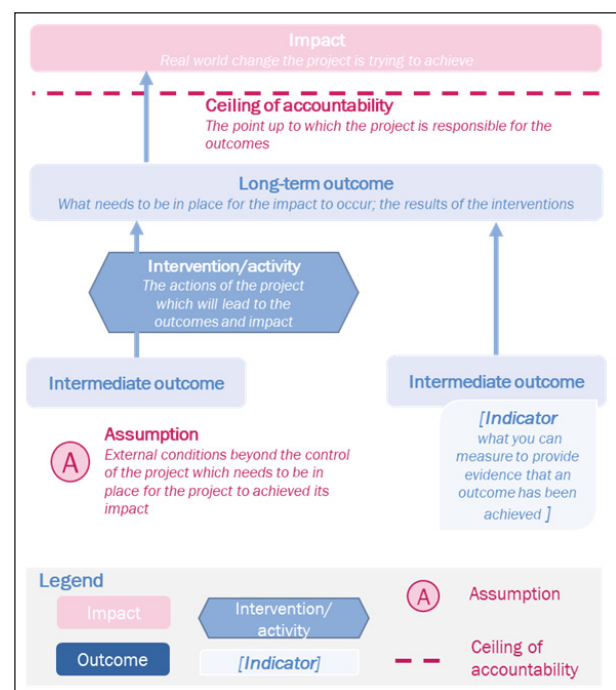 Impact
Real world change the project is trying to achieve
Ceiling of accountability
The point up to which the project is responsible for the
outcomes
Long-term outcome
What needs to be in place for the impact to occur; the results of the interventions
Intervention/activity
The actions of the project
which will lead to the
outcomes and impact
Intermediate outcome
Intermediate outcome
A
Assumption
External conditions beyond the control
of the project which needs to be in
place for the project to achieved its
impact
[Indicator
what you can
measure to provide
evidence that an
outcome has been
achieved ]
Legend
Impact
Intervention/
activity
A
Assumption
Outcome
[Indicator]
Ceiling of
accountability